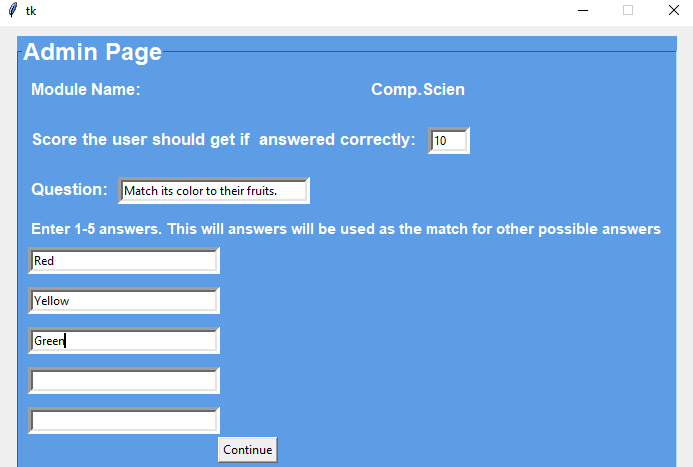 tk
Admin Page
Module Name: Comp.Scien
Score the user should get if answered correctly: 10
Question: Match its color to their fruits.
Enter 1-5 answers. This will answers will be used as the match for other possible answers
Red
Yellow
Green
Continue